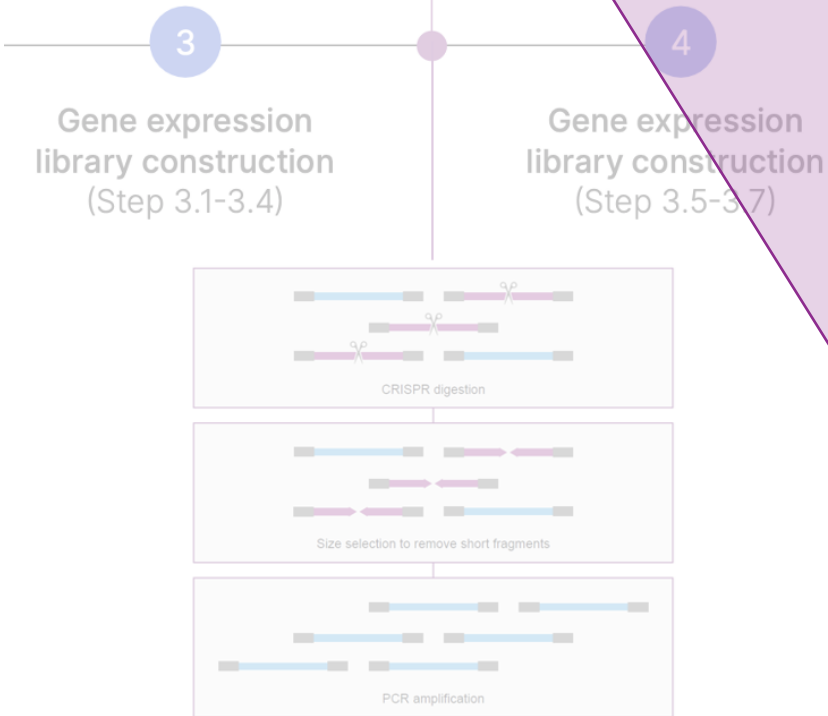 3
4
Gene expression
library construction
(Step 3.1-3.4)
Gene expression
library construction
(Step 3.5-3.7)
CRISPR digestion
Size selection to remove short fragments
PCR amplification